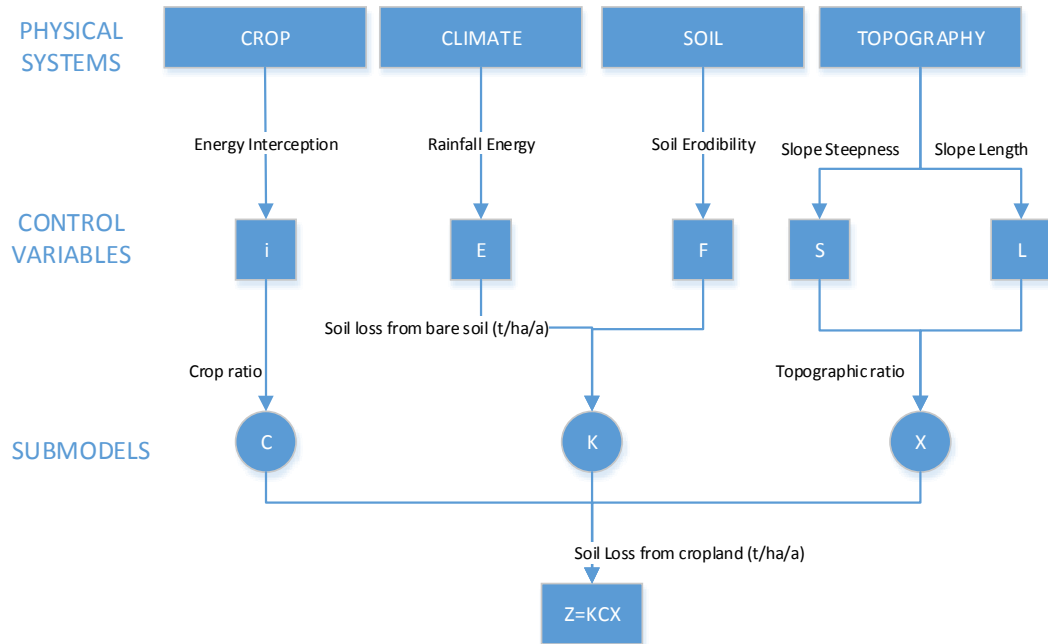 PHYSICAL
SYSTEMS
CROP
CLIMATE
SOIL
TOPOGRAPHY
Energy Interception
Rainfall Energy
Soil Erodibility
Slope Steepness
Slope Length
CONTROL
VARIABLES
i
E
F
S
L
Soil loss from bare soil (t/ha/a)
Crop ratio
Topographic ratio
SUBMODELS
C
K
X
Soil Loss from cropland (t/ha/a)
Z=KCX